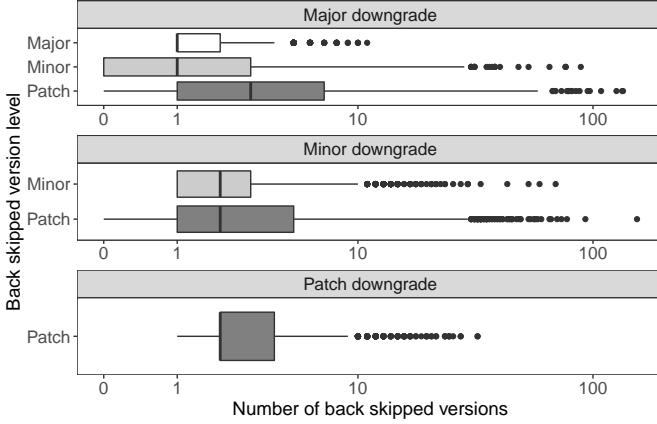 Major downgrade
Major
Minor
Patch
0 1 10 100
Minor downgrade
Minor
Patch
0 1 10 100
Patch downgrade
Patch
0 1 10 100
Number of back skipped versions
Back skipped version level